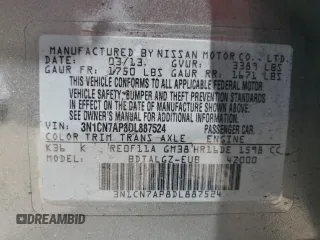 MANUFACTURED BY NISSAN MOTOR CO., LTD.
DATE: 03/13 GVWR: 3389 LBS
GAWR FR: 1750 LBS GAWR RR: 1671 LBS
THIS VEHICLE CONFORMS TO ALL APPLICABLE FEDERAL MOTOR
VEHICLE SAFETY, BUMPER AND THEFT PREVENTION STANDARDS
IN EFFECT ON THE DATE OF MANUFACTURE SHOWN ABOVE.
SEE OWNER'S MANUAL FOR ADDITIONAL INFORMATION.
VIN: 3N1CN7AP8DL887524 PASSENGER CAR
COLOR TRIM TRANS AXLE ENGINE
K36 K RE0F11A GM38 HR16DE 1598 CC
MODEL: BDTALGZ-EUB 42000
3N1CN7AP8DL887524